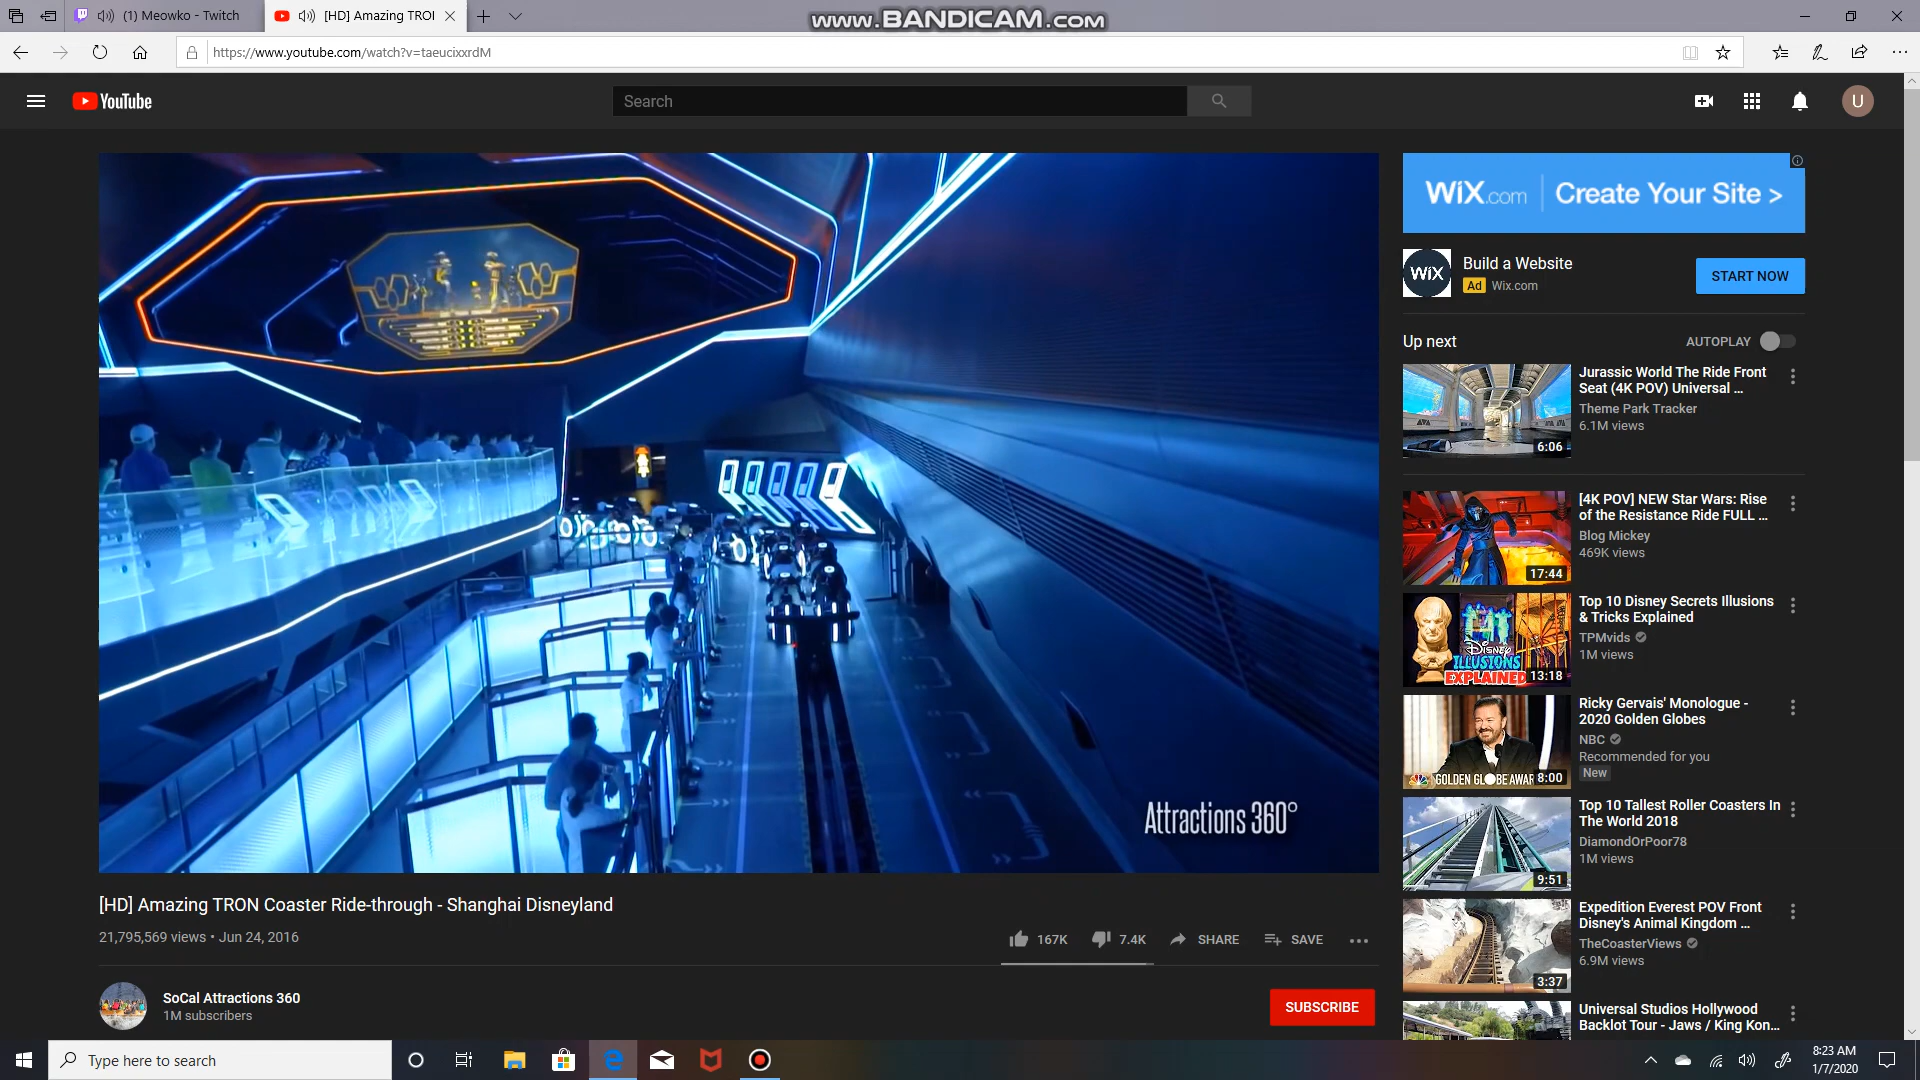 (1) Meowko - Twitch
[HD] Amazing TROI
www.BANDICAM.com
https://www.youtube.com/watch?v=taeucixxrdM
YouTube
Search
U
WiX.com Create Your Site >
WiX
Build a Website
Ad Wix.com
START NOW
Up next
AUTOPLAY
Jurassic World The Ride Front
Seat (4K POV) Universal ...
Theme Park Tracker
6.1M views
6:06
[4K POV] NEW Star Wars: Rise
of the Resistance Ride FULL ...
Blog Mickey
469K views
17:44
Top 10 Disney Secrets Illusions
& Tricks Explained
TPMvids
1M views
DISNEY
ILLUSIONS
EXPLAINED
13:18
Ricky Gervais' Monologue -
2020 Golden Globes
NBC
Recommended for you
New
GOLDEN GLOBE AWAR
8:00
Top 10 Tallest Roller Coasters In
The World 2018
DiamondOrPoor78
1M views
9:51
Expedition Everest POV Front
Disney's Animal Kingdom ...
TheCoasterViews
6.9M views
3:37
Universal Studios Hollywood
Backlot Tour - Jaws / King Kon...
Attractions 360°
[HD] Amazing TRON Coaster Ride-through - Shanghai Disneyland
21,795,569 views • Jun 24, 2016
167K
7.4K
SHARE
SAVE
SoCal Attractions 360
1M subscribers
SUBSCRIBE
Type here to search
8:23 AM
1/7/2020